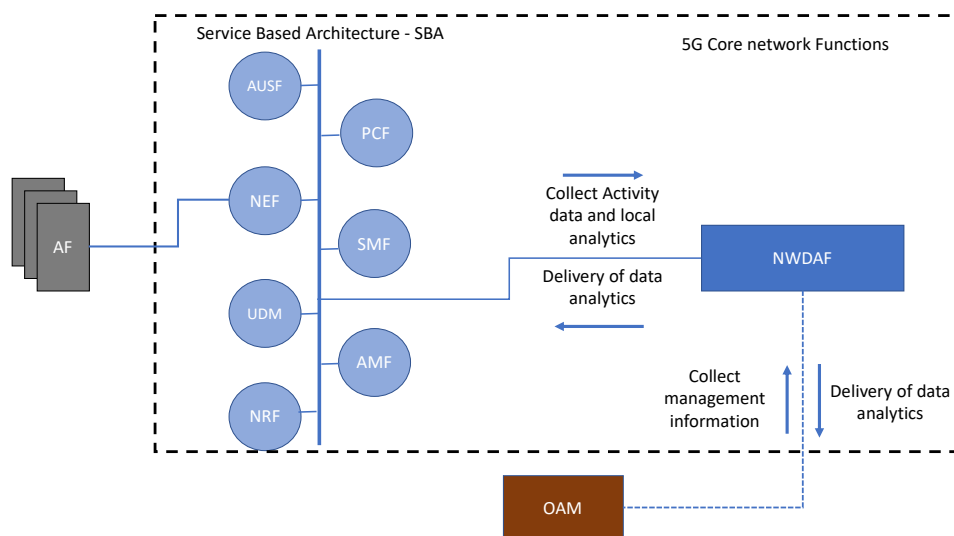 Service Based Architecture - SBA
5G Core network Functions
AUSF
PCF
NEF
AF
SMF
UDM
AMF
NRF
Collect Activity
data and local
analytics
Delivery of data
analytics
NWDAF
Collect
management
information
Delivery of data
analytics
OAM